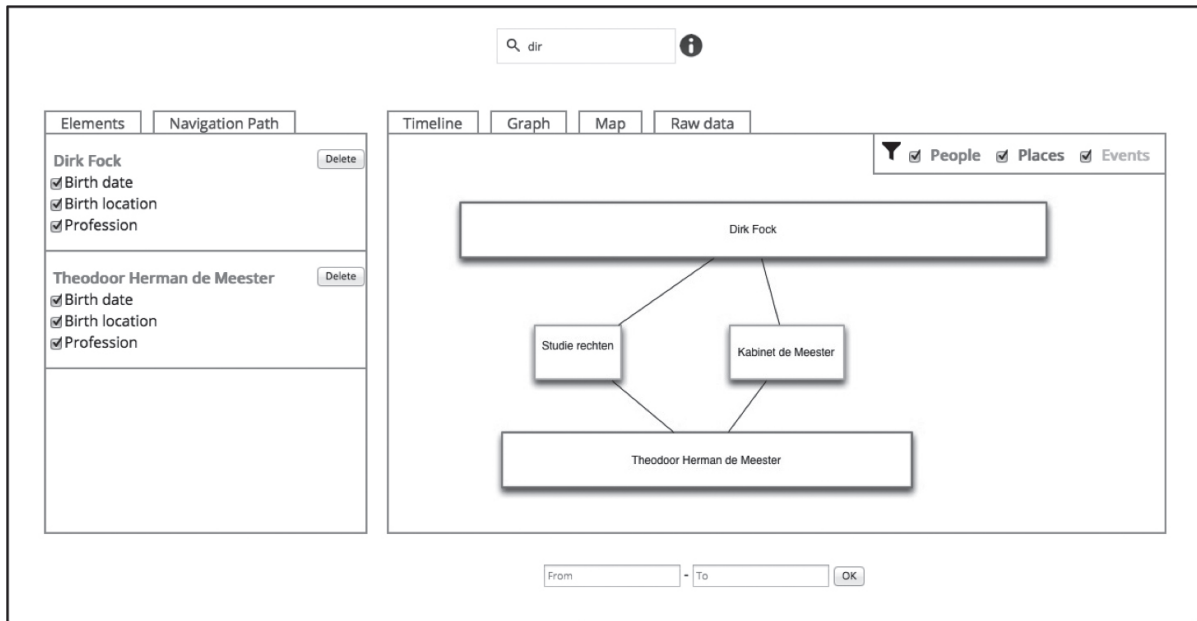 dir
Elements Navigation Path
Timeline Graph Map Raw data
Dirk Fock Delete
Birth date
Birth location
Profession
Theodoor Herman de Meester Delete
Birth date
Birth location
Profession
People Places Events
Dirk Fock
Studie rechten
Kabinet de Meester
Theodoor Herman de Meester
From - To OK